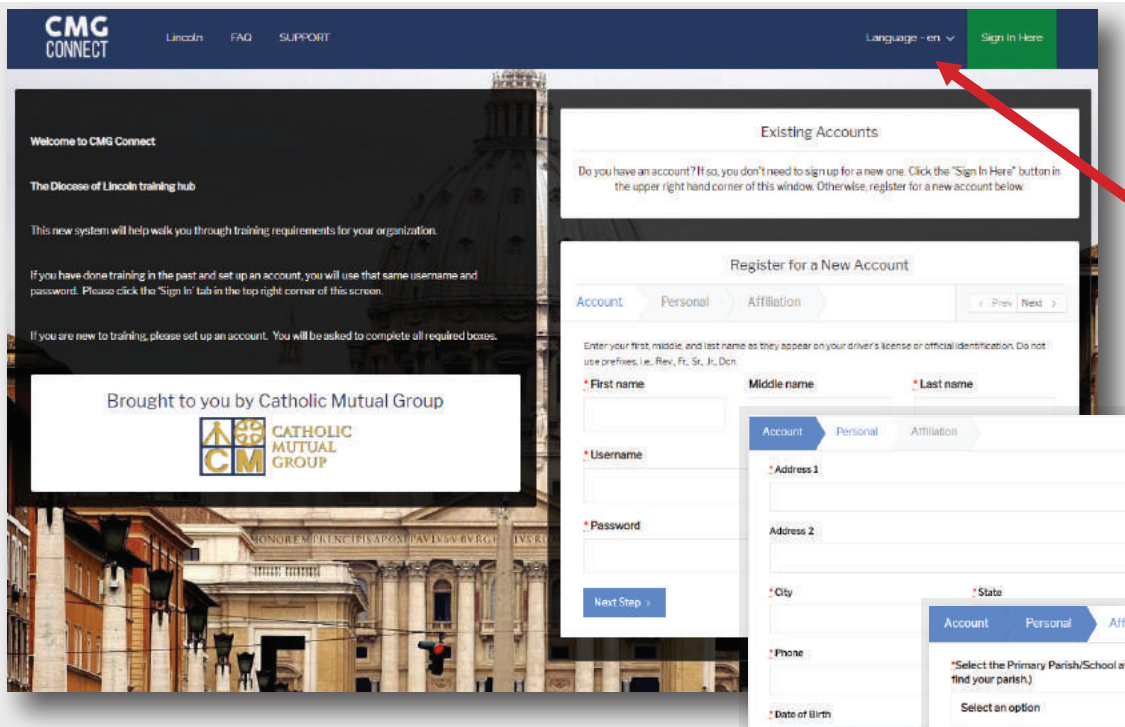 CMG
CONNECT
Lincoln FAQ SUPPORT
Language - en
Sign In Here
Welcome to CMG Connect
The Diocese of Lincoln training hub
This new system will help walk you through training requirements for your organization.
If you have done training in the past and set up an account, you will use that same username and
password. Please click the 'Sign In' tab in the top right corner of this screen.
If you are new to training, please set up an account. You will be asked to complete all required boxes.
Brought to you by Catholic Mutual Group
CATHOLIC
MUTUAL
GROUP
CM
Existing Accounts
Do you have an account? If so, you don't need to sign up for a new one. Click the "Sign In Here" button in
the upper right hand corner of this window. Otherwise, register for a new account below.
Register for a New Account
Account Personal Affiliation
< Prev Next >
Enter your first, middle, and last name as they appear on your driver's license or official identification. Do not
use prefixes, i.e., Rev., Fr., Sr., Jr., Dcn.
* First name Middle name * Last name
* Username
* Password
Next Step >
Account Personal Affiliation
* Address 1
Address 2
* City * State
* Phone
* Date of Birth
Account Personal Aff
*Select the Primary Parish/School a
find your parish.)
Select an option